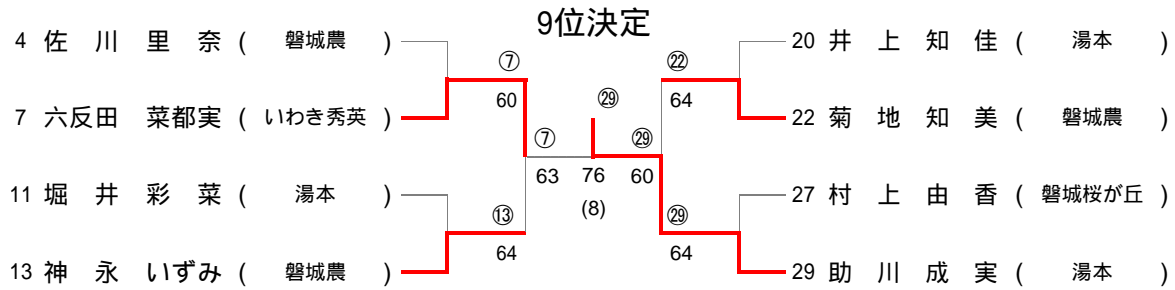 9位決定
4 佐川里奈 ( 磐城農 )
20 井上知佳 ( 湯本 )
⑦
㉒
60
64
㉙
7 六反田 菜都実 ( いわき秀英 )
22 菊地知美 ( 磐城農 )
⑦
㉙
63 76 60
11 堀井彩菜 ( 湯本 )
27 村上由香 ( 磐城桜が丘 )
(8)
⑬
㉙
64
64
13 神永いずみ ( 磐城農 )
29 助川成実 ( 湯本 )